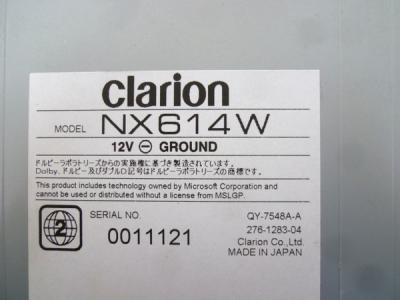 clarion
MODEL NX614W
12V ⊖ GROUND
ドルビーラボラトリーズからの実施権に基づき製造されています。
Dolby、ドルビー及びダブルD記号はドルビーラボラトリーズの商標です。
This product includes technology owned by Microsoft Corporation and
cannot be used or distributed without a license from MSLGP.
2
SERIAL NO.
0011121
QY-7548A-A
276-1283-04
Clarion Co.,Ltd.
MADE IN JAPAN